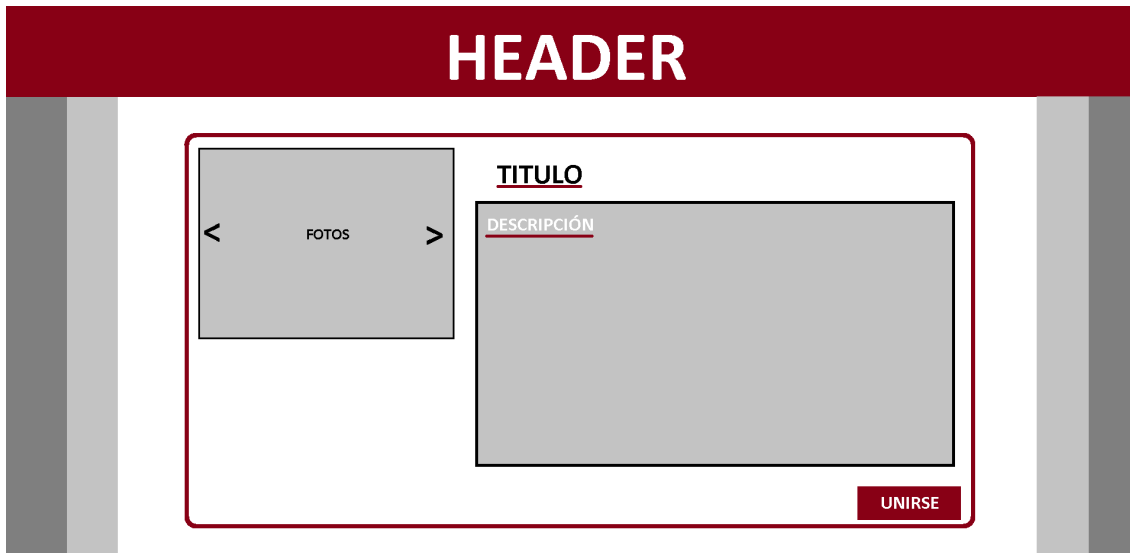 HEADER
TITULO
DESCRIPCIÓN
< FOTOS >
UNIRSE